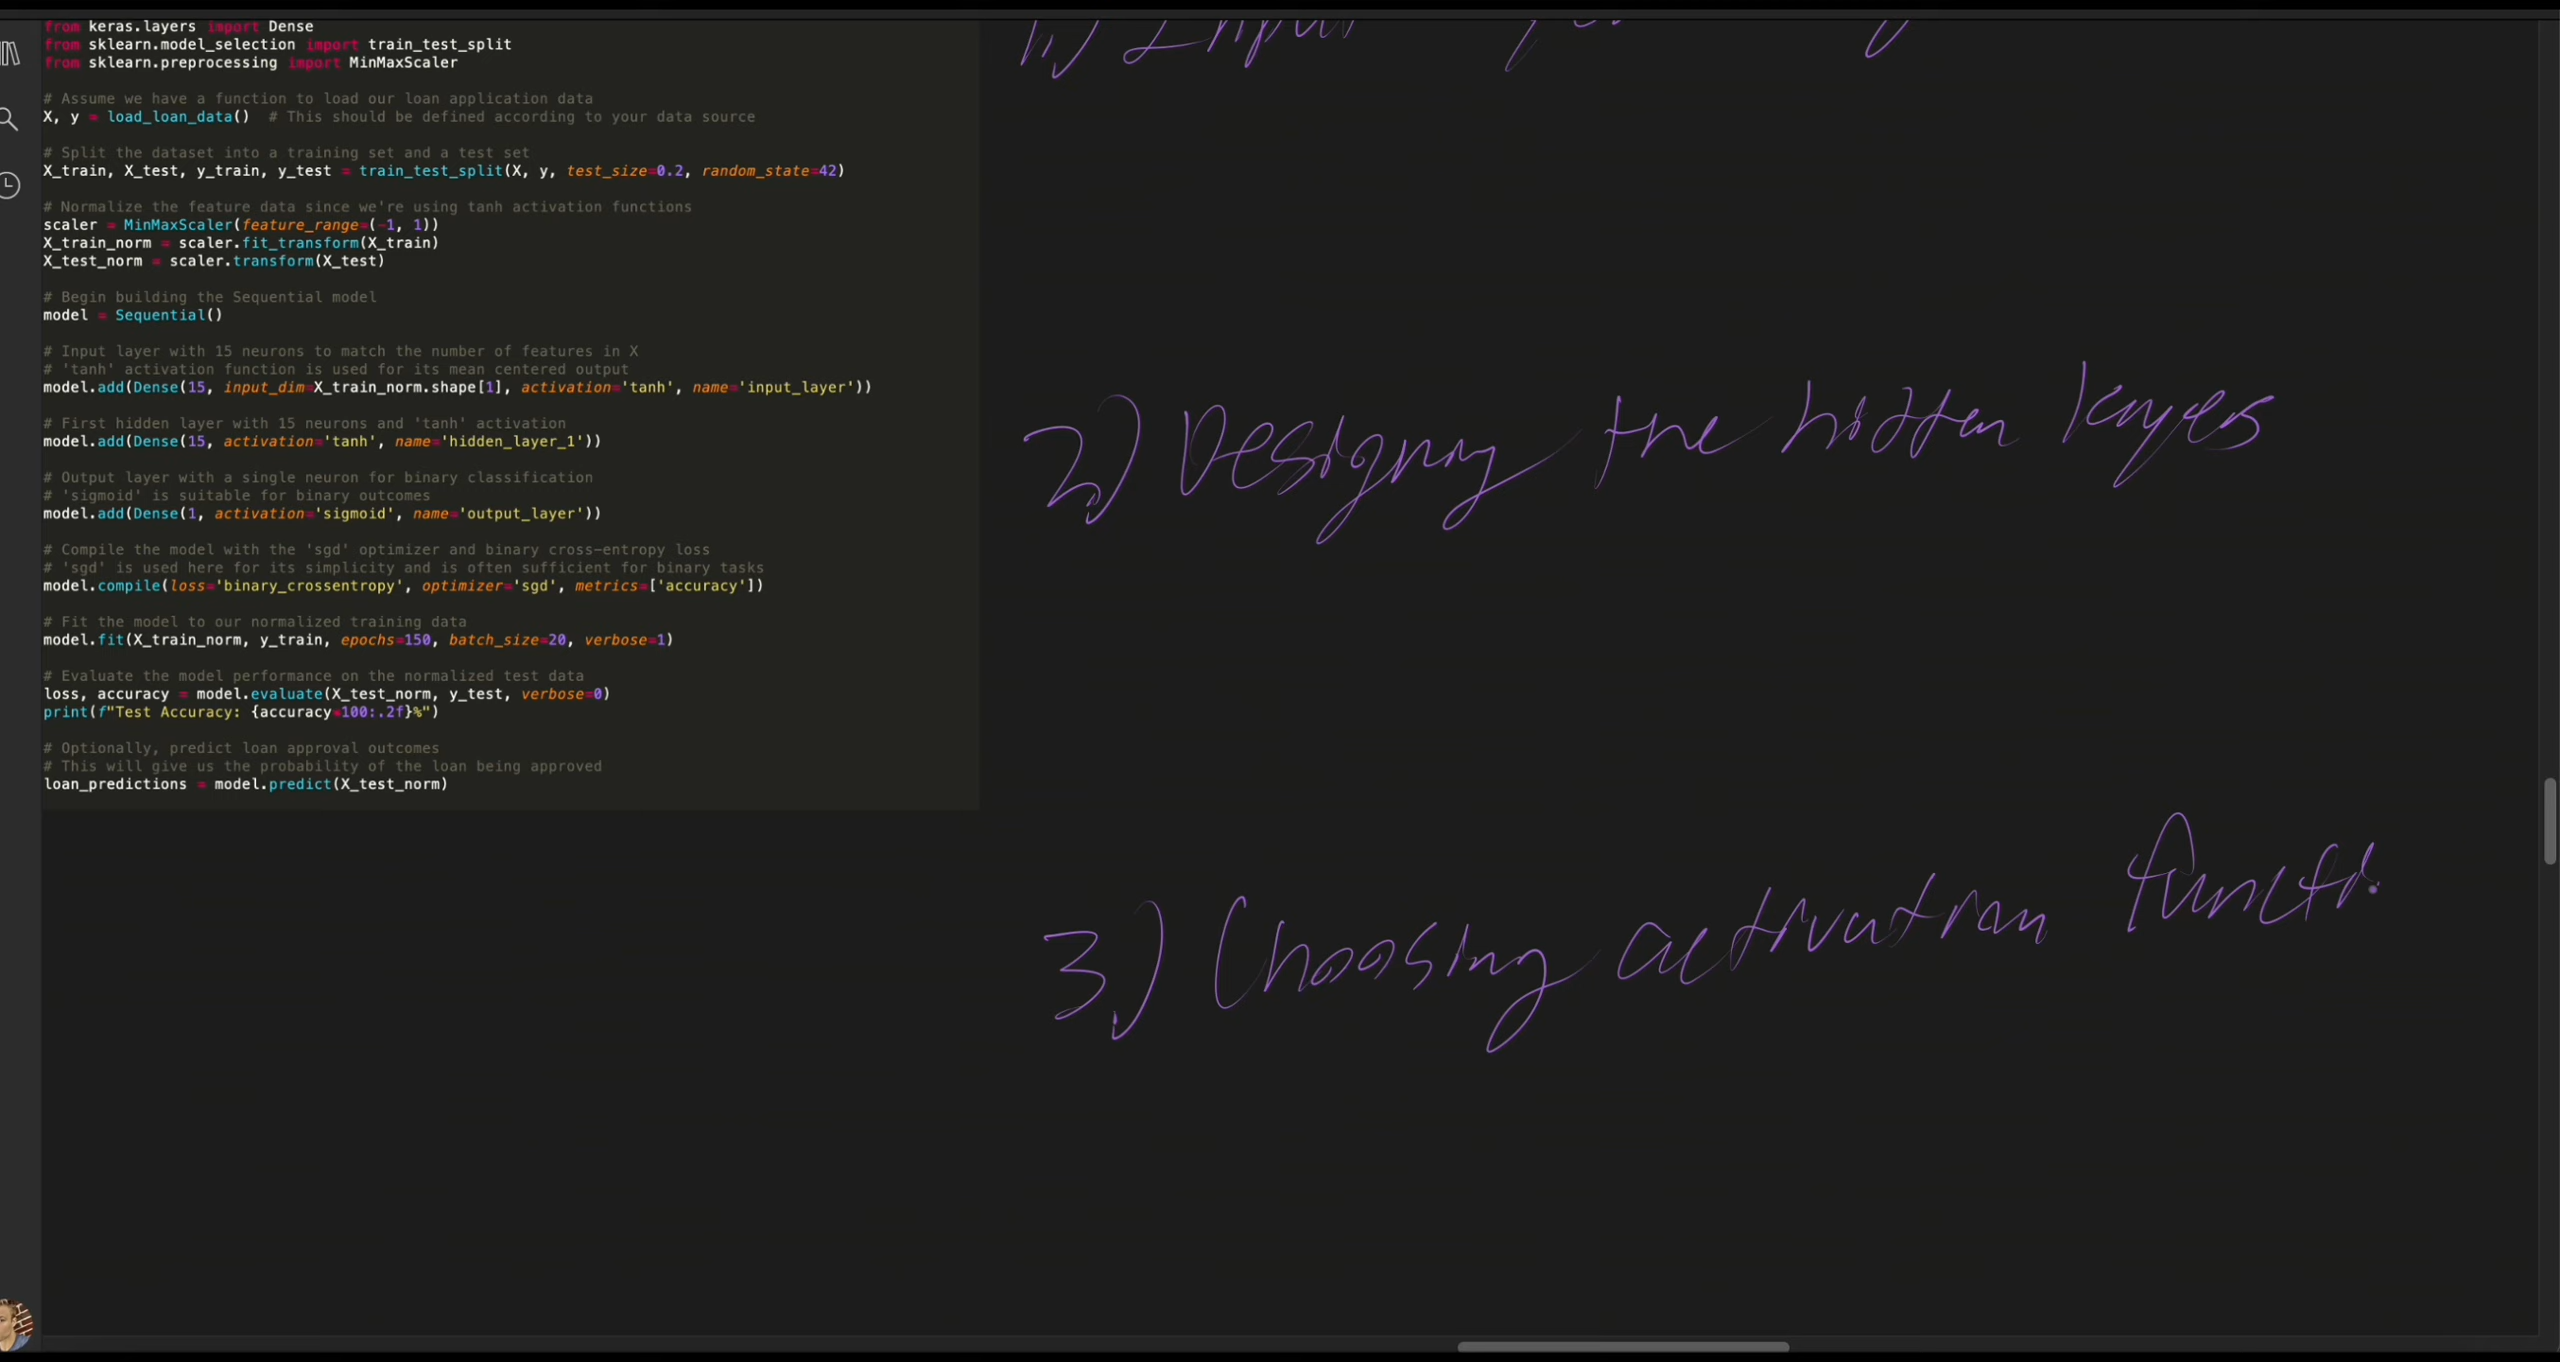 from keras.layers import Dense
from sklearn.model_selection import train_test_split
from sklearn.preprocessing import MinMaxScaler
# Assume we have a function to load our loan application data
X, y = load_loan_data()  # This should be defined according to your data source
# Split the dataset into a training set and a test set
X_train, X_test, y_train, y_test = train_test_split(X, y, test_size=0.2, random_state=42)
# Normalize the feature data since we're using tanh activation functions
scaler = MinMaxScaler(feature_range=(-1, 1))
X_train_norm = scaler.fit_transform(X_train)
X_test_norm = scaler.transform(X_test)
# Begin building the Sequential model
model = Sequential()
# Input layer with 15 neurons to match the number of features in X
# 'tanh' activation function is used for its mean centered output
model.add(Dense(15, input_dim=X_train_norm.shape[1], activation='tanh', name='input_layer'))
# First hidden layer with 15 neurons and 'tanh' activation
model.add(Dense(15, activation='tanh', name='hidden_layer_1'))
# Output layer with a single neuron for binary classification
# 'sigmoid' is suitable for binary outcomes
model.add(Dense(1, activation='sigmoid', name='output_layer'))
# Compile the model with the 'sgd' optimizer and binary cross-entropy loss
# 'sgd' is used here for its simplicity and is often sufficient for binary tasks
model.compile(loss='binary_crossentropy', optimizer='sgd', metrics=['accuracy'])
# Fit the model to our normalized training data
model.fit(X_train_norm, y_train, epochs=150, batch_size=20, verbose=1)
# Evaluate the model performance on the normalized test data
loss, accuracy = model.evaluate(X_test_norm, y_test, verbose=0)
print(f"Test Accuracy: {accuracy*100:.2f}%")
# Optionally, predict loan approval outcomes
# This will give us the probability of the loan being approved
loan_predictions = model.predict(X_test_norm)
1) Input
2) Designing the hidden layers
3) Choosing activation functi